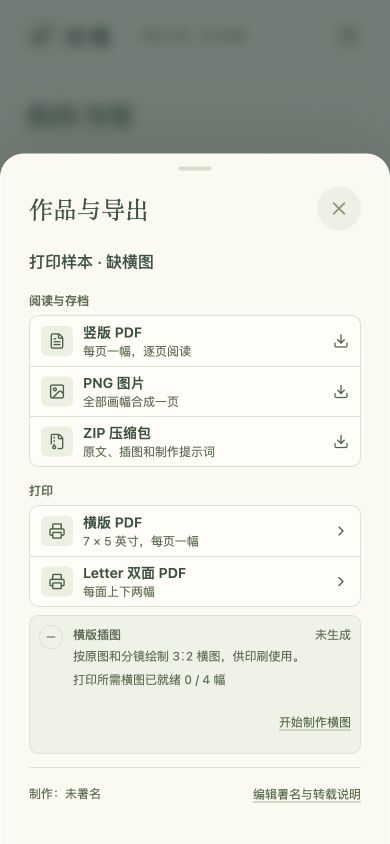 作品与导出
打印样本 · 缺横图
阅读与存档
竖版 PDF
每页一幅，逐页阅读
PNG 图片
全部画幅合成一页
ZIP 压缩包
原文、插图和制作提示词
打印
横版 PDF
7 × 5 英寸，每页一幅
Letter 双面 PDF
每面上下两幅
横版插图 未生成
按原图和分镜绘制 3:2 横图，供印刷使用。
打印所需横图已就绪 0 / 4 幅
开始制作横图
制作：未署名 编辑署名与转载说明